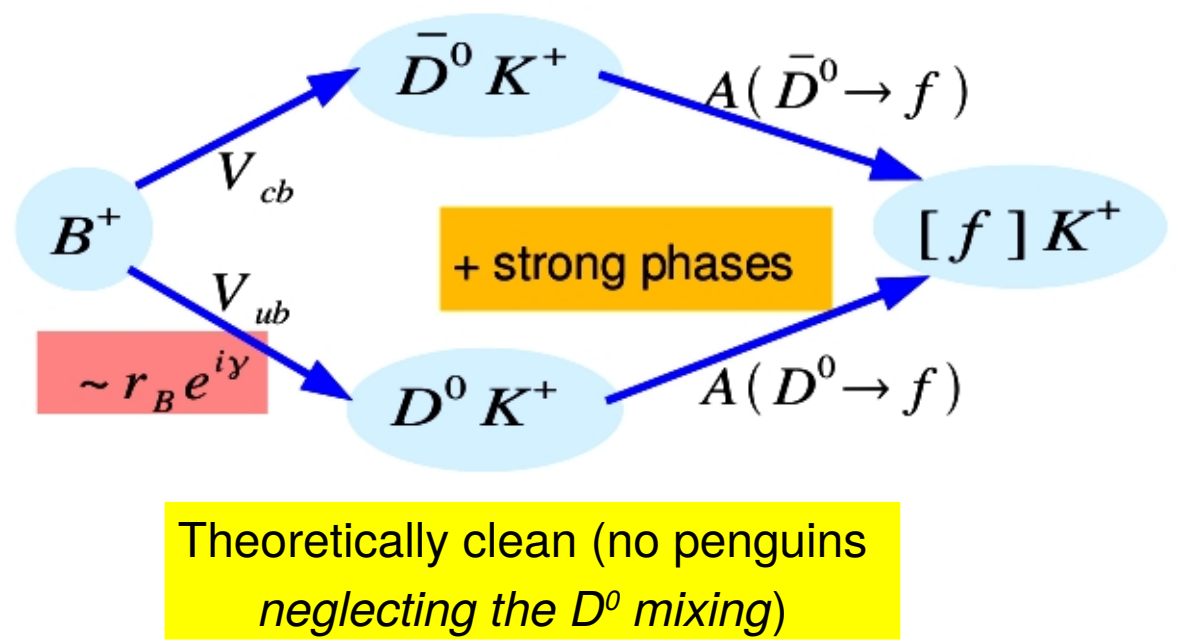 D̄⁰ K⁺
A( D̄⁰ → f )
V_cb
B⁺
[ f ] K⁺
+ strong phases
V_ub
~ r_B e^{iγ}
D⁰ K⁺
A( D⁰ → f )
Theoretically clean (no penguins
neglecting the D⁰ mixing)